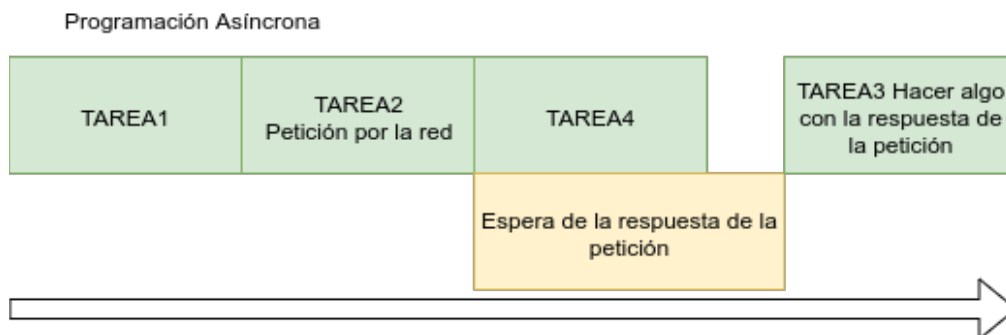 Programación Asíncrona
TAREA1
TAREA2
Petición por la red
TAREA4
TAREA3 Hacer algo
con la respuesta de
la petición
Espera de la respuesta de la
petición